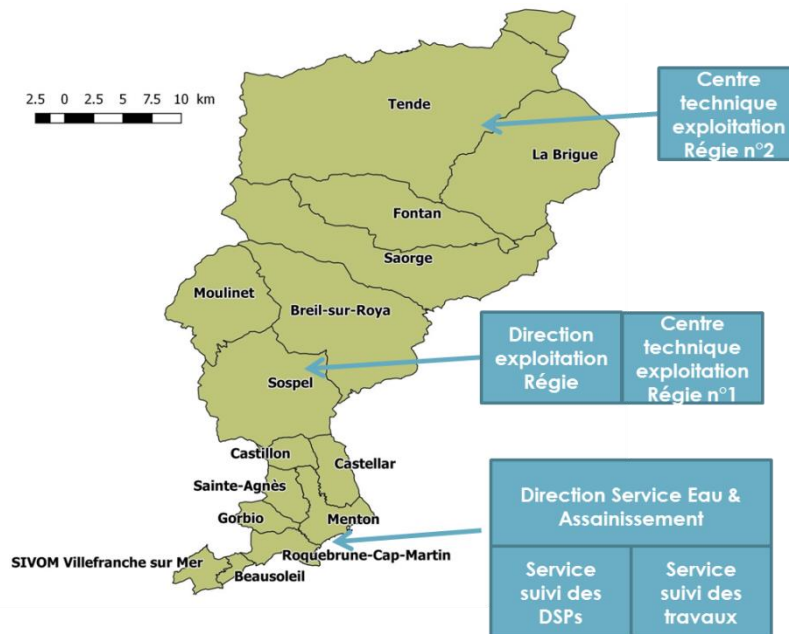 2.5 0 2.5 5 7.5 10 km
Tende
La Brigue
Fontan
Saorge
Moulinet
Breil-sur-Roya
Sospel
Castillon
Castellar
Sainte-Agnès
Gorbio
Menton
SIVOM Villefranche sur Mer
Roquebrune-Cap-Martin
Beausoleil
Centre
technique
exploitation
Régie n°2
Direction
exploitation
Régie
Centre
technique
exploitation
Régie n°1
Direction Service Eau &
Assainissement
Service
suivi des
DSPs
Service
suivi des
travaux